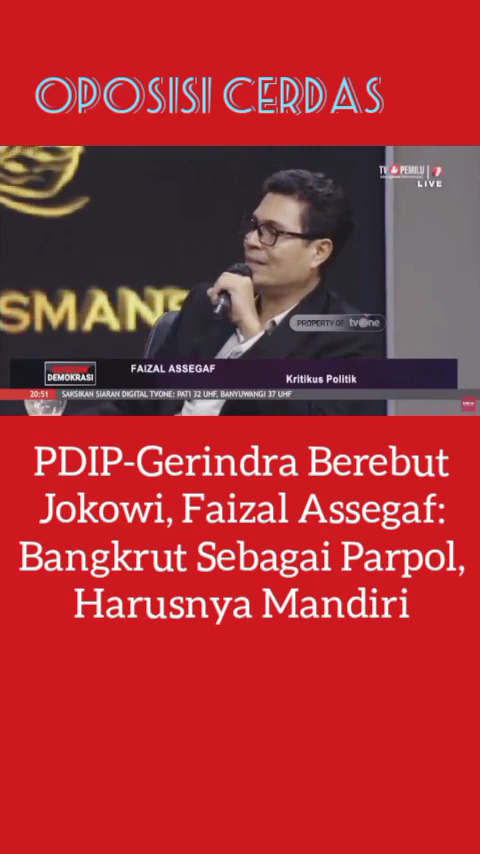 OPOSISI CERDAS
TV PEMILU
LIVE
SMAN
PROPERTY OF tvOne
FAIZAL ASSEGAF
DEMOKRASI
Kritikus Politik
20:51 SAKSIKAN SIARAN DIGITAL TVONE: PATI 32 UHF, BANYUWANGI 37 UHF
PDIP-Gerindra Berebut
Jokowi, Faizal Assegaf:
Bangkrut Sebagai Parpol,
Harusnya Mandiri